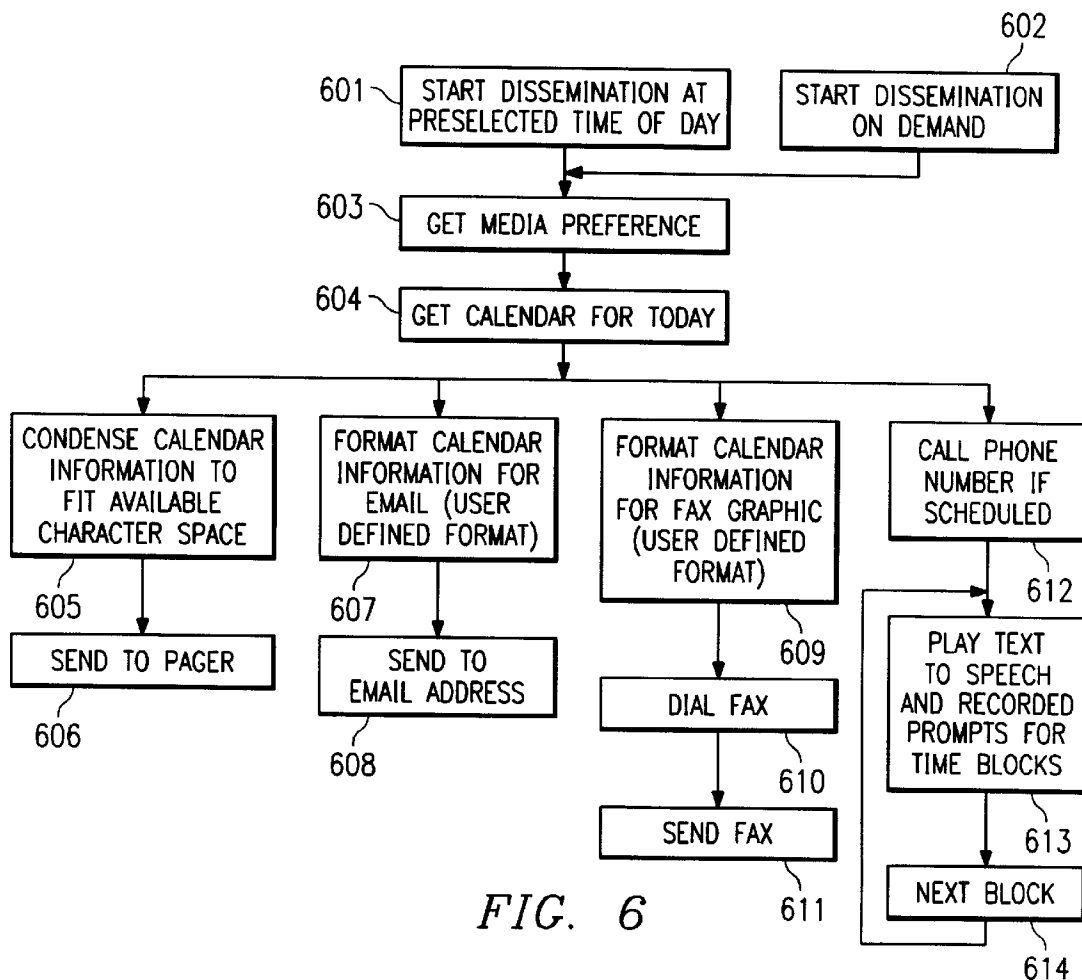 602
601
START DISSEMINATION AT
PRESELECTED TIME OF DAY
START DISSEMINATION
ON DEMAND
603
GET MEDIA PREFERENCE
604
GET CALENDAR FOR TODAY
CONDENSE CALENDAR
INFORMATION TO
FIT AVAILABLE
CHARACTER SPACE
605
SEND TO PAGER
606
FORMAT CALENDAR
INFORMATION FOR
EMAIL (USER
DEFINED FORMAT)
607
SEND TO
EMAIL ADDRESS
608
FORMAT CALENDAR
INFORMATION
FOR FAX GRAPHIC
(USER DEFINED
FORMAT)
609
DIAL FAX
610
SEND FAX
611
CALL PHONE
NUMBER IF
SCHEDULED
612
PLAY TEXT
TO SPEECH
AND RECORDED
PROMPTS FOR
TIME BLOCKS
613
NEXT BLOCK
614
FIG. 6